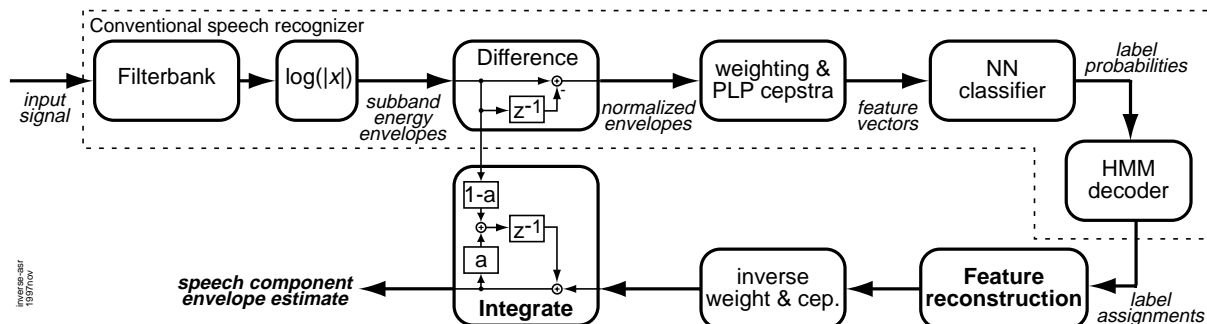 Conventional speech recognizer
Filterbank
log(|x|)
Difference
z-1
-
weighting &
PLP cepstra
NN
classifier
label
probabilities
input
signal
subband
energy
envelopes
normalized
envelopes
feature
vectors
HMM
decoder
1-a
z-1
a
Integrate
speech component
envelope estimate
inverse
weight & cep.
Feature
reconstruction
label
assignments
inverse-asr
1997nov